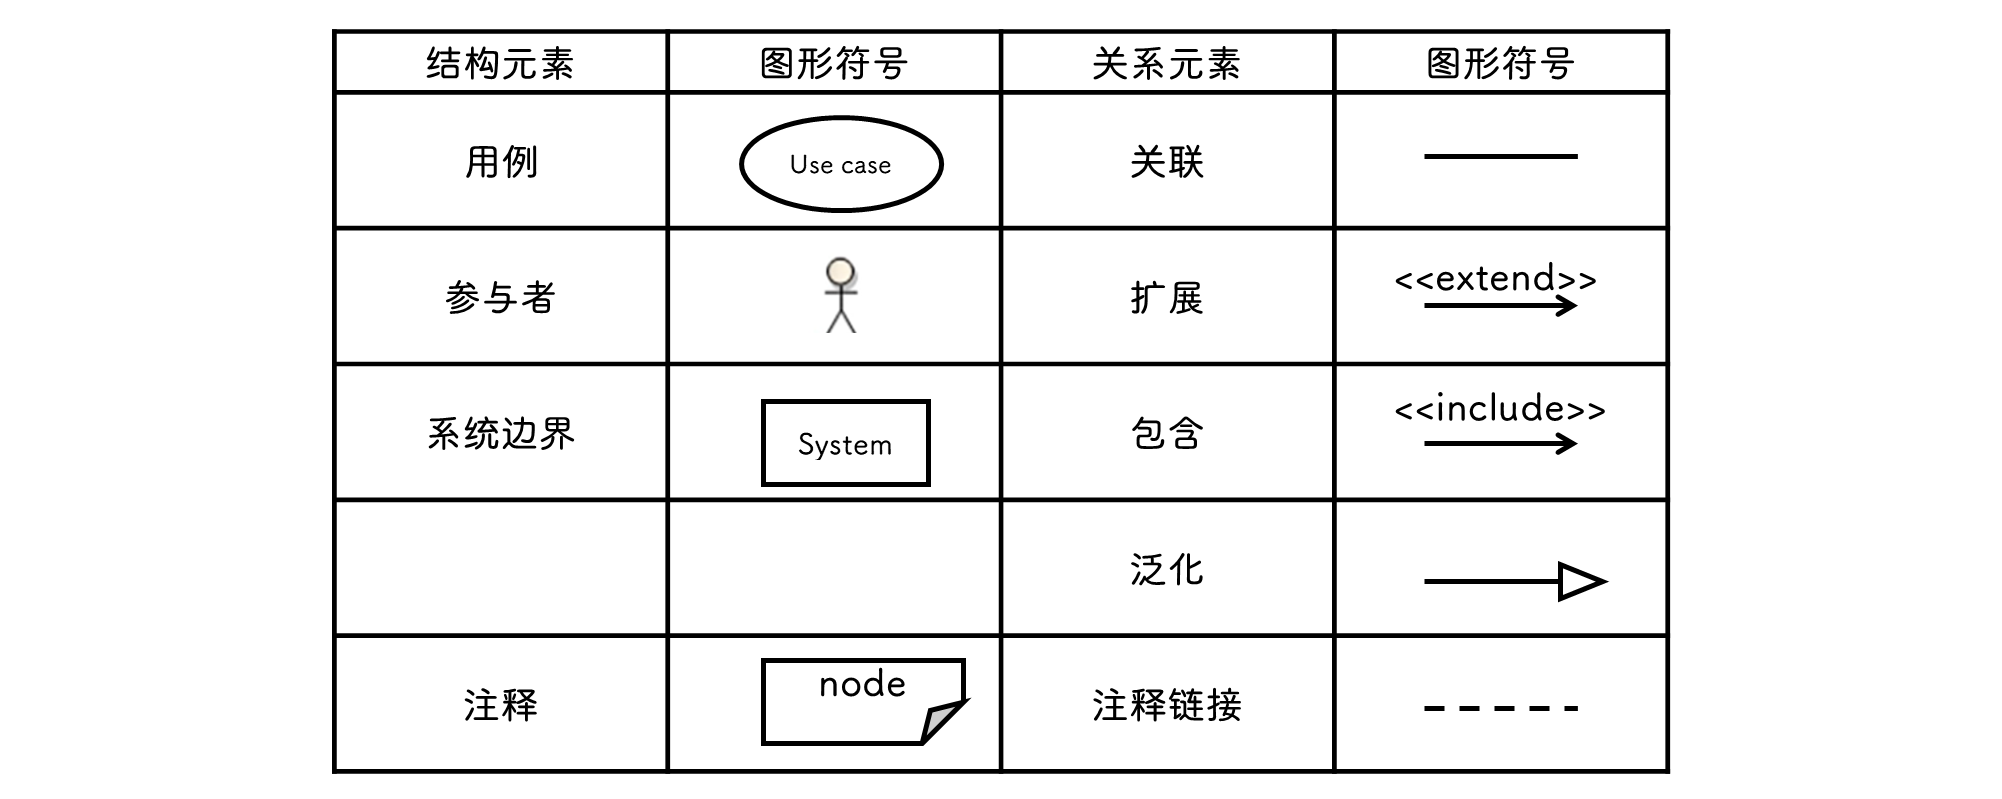 结构元素 图形符号 关系元素 图形符号
用例 Use case 关联
参与者 扩展 <<extend>>
系统边界 System 包含 <<include>>
泛化
注释 node 注释链接